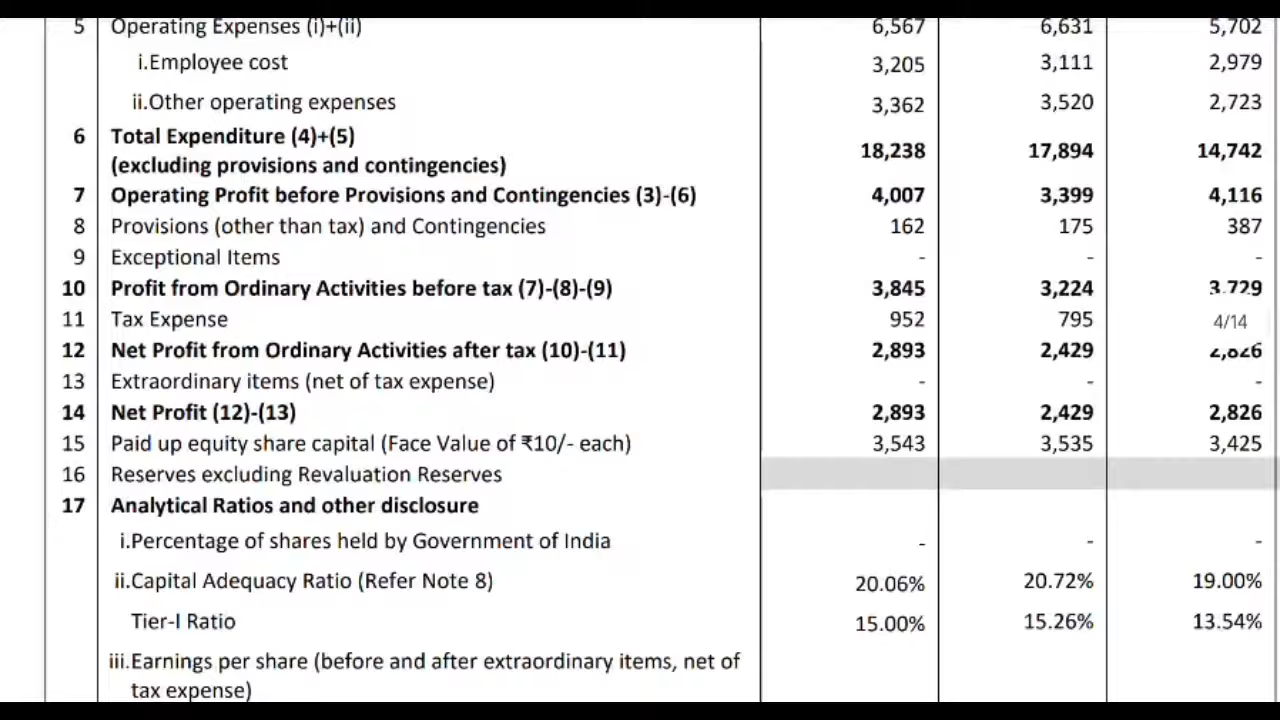 5 Operating Expenses (i)+(ii) 6,567 6,631 5,702
i.Employee cost 3,205 3,111 2,979
ii.Other operating expenses 3,362 3,520 2,723
6 Total Expenditure (4)+(5)
(excluding provisions and contingencies) 18,238 17,894 14,742
7 Operating Profit before Provisions and Contingencies (3)-(6) 4,007 3,399 4,116
8 Provisions (other than tax) and Contingencies 162 175 387
9 Exceptional Items - - -
10 Profit from Ordinary Activities before tax (7)-(8)-(9) 3,845 3,224 3,729
11 Tax Expense 952 795 4/14
12 Net Profit from Ordinary Activities after tax (10)-(11) 2,893 2,429 2,826
13 Extraordinary items (net of tax expense) - - -
14 Net Profit (12)-(13) 2,893 2,429 2,826
15 Paid up equity share capital (Face Value of ₹10/- each) 3,543 3,535 3,425
16 Reserves excluding Revaluation Reserves
17 Analytical Ratios and other disclosure
i.Percentage of shares held by Government of India - - -
ii.Capital Adequacy Ratio (Refer Note 8) 20.06% 20.72% 19.00%
Tier-I Ratio 15.00% 15.26% 13.54%
iii.Earnings per share (before and after extraordinary items, net of
tax expense)